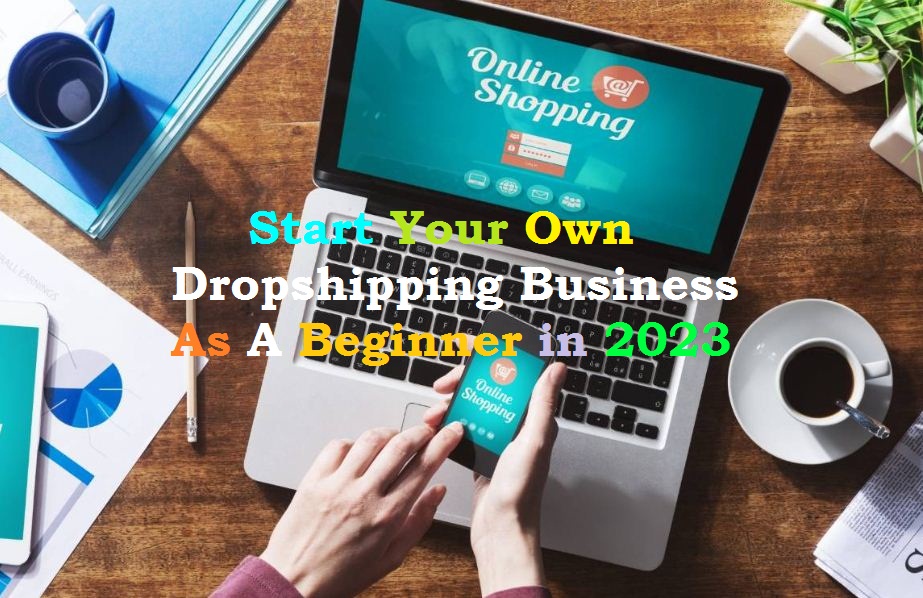 Online
Shopping
Start Your Own
Dropshipping Business
As A Beginner in 2023
Online
Shopping